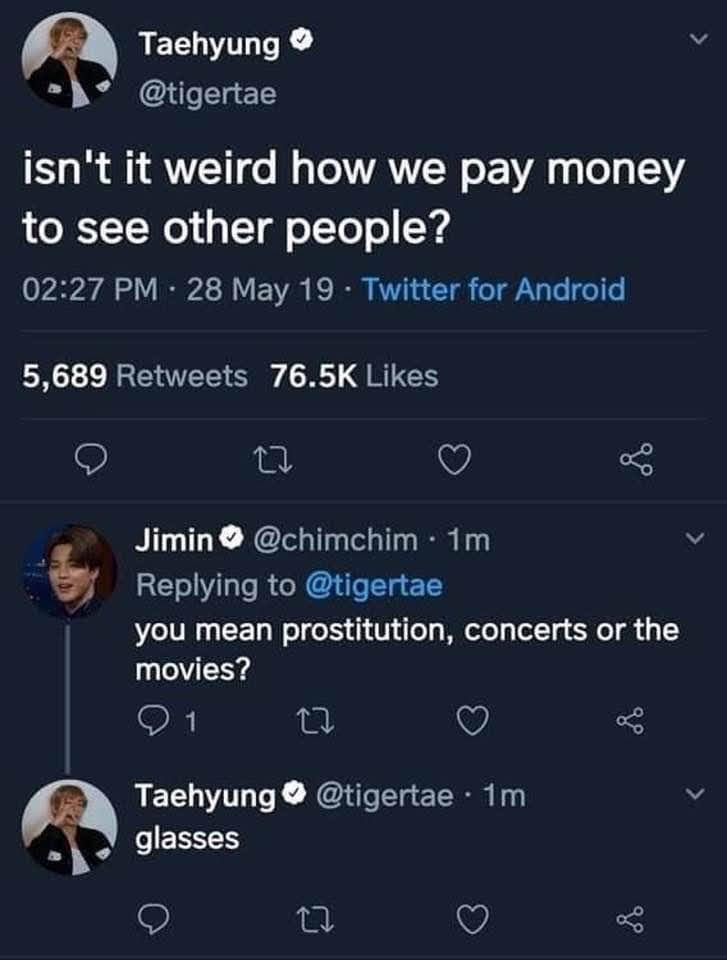 Taehyung
@tigertae
isn't it weird how we pay money
to see other people?
02:27 PM · 28 May 19 · Twitter for Android
5,689 Retweets 76.5K Likes
Jimin @chimchim · 1m
Replying to @tigertae
you mean prostitution, concerts or the
movies?
1
Taehyung @tigertae · 1m
glasses